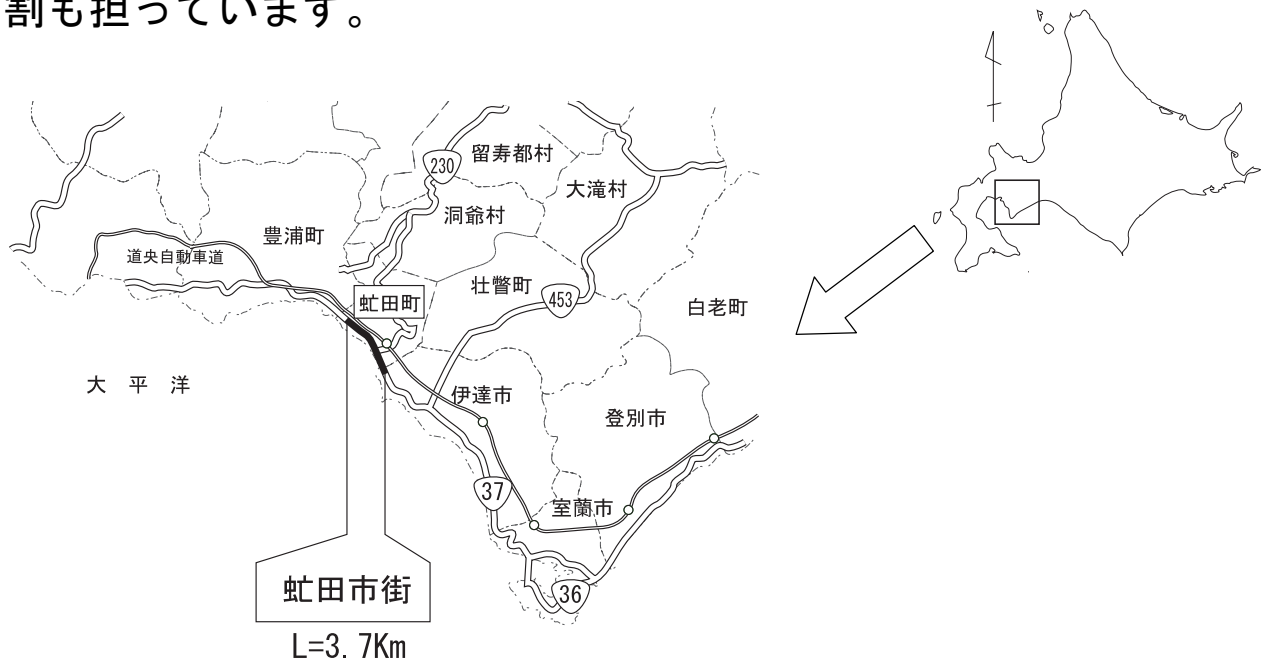 割も担っています。
230
留寿都村
大滝村
洞爺村
豊浦町
道央自動車道
壮瞥町
453
虻田町
白老町
大 平 洋
伊達市
登別市
37
室蘭市
36
虻田市街
L=3.7Km